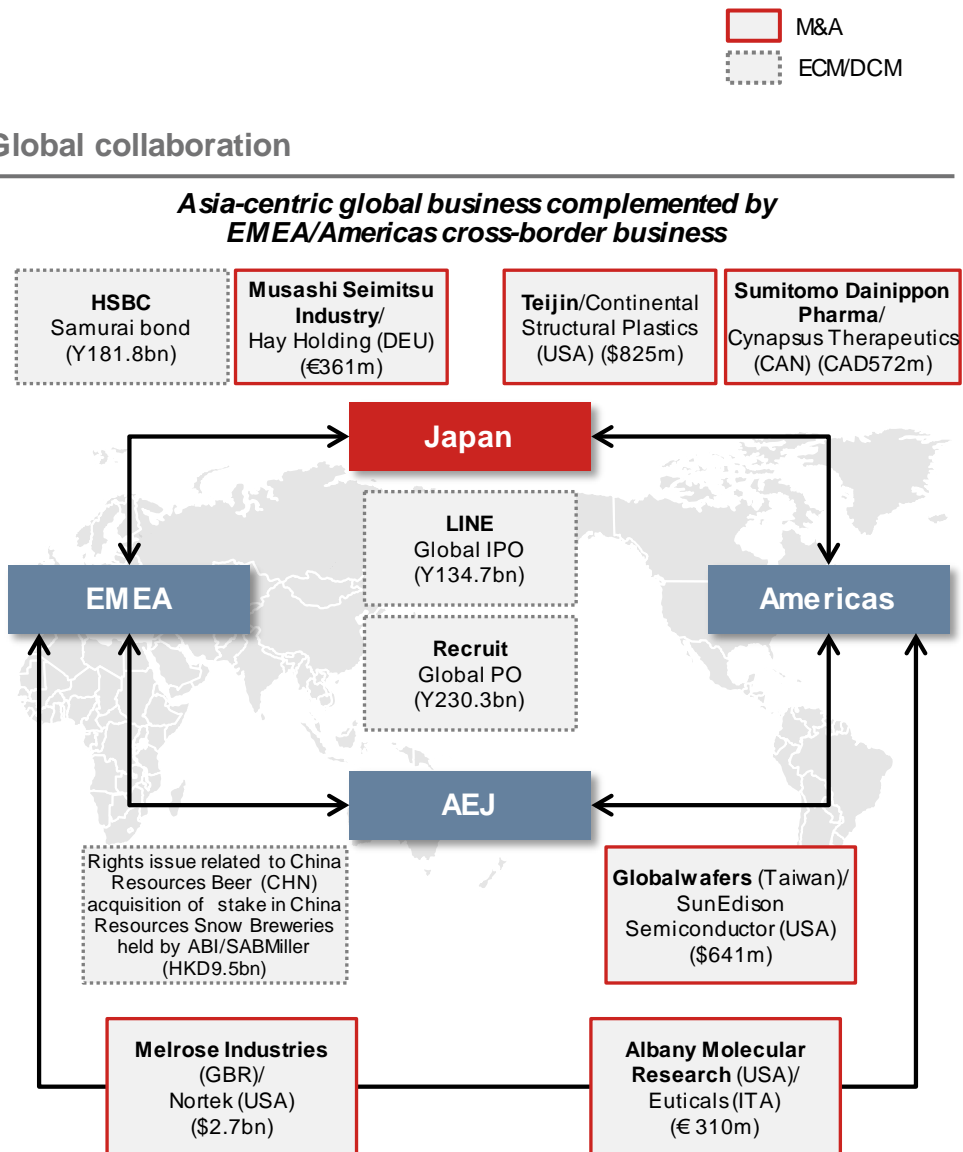 M&A
ECM/DCM
Global collaboration
Asia-centric global business complemented by
EMEA/Americas cross-border business
HSBC
Samurai bond
(Y181.8bn)
Musashi Seimitsu
Industry/
Hay Holding (DEU)
(€361m)
Teijin/Continental
Structural Plastics
(USA) ($825m)
Sumitomo Dainippon
Pharma/
Cynapsus Therapeutics
(CAN) (CAD572m)
Japan
LINE
Global IPO
(Y134.7bn)
EMEA
Americas
Recruit
Global PO
(Y230.3bn)
AEJ
Rights issue related to China
Resources Beer (CHN)
acquisition of stake in China
Resources Snow Breweries
held by ABI/SABMiller
(HKD9.5bn)
Globalwafers (Taiwan)/
SunEdison
Semiconductor (USA)
($641m)
Melrose Industries
(GBR)/
Nortek (USA)
($2.7bn)
Albany Molecular
Research (USA)/
Euticals (ITA)
(€ 310m)